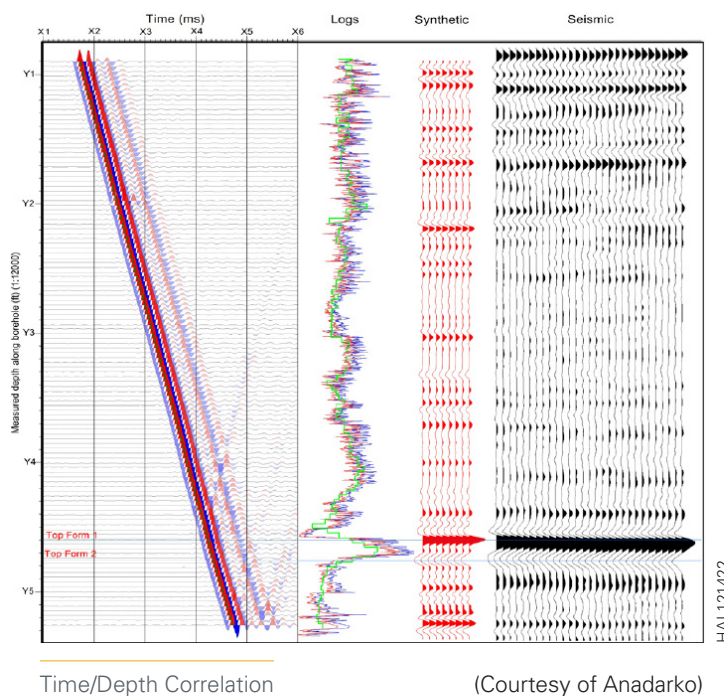 Time (ms)
Logs
Synthetic
Seismic
X1
X2
X3
X4
X5
X6
Y1
Y2
Y3
Y4
Y5
Measured depth along borehole (ft) (1:12000)
Top Form 1
Top Form 2
HAL121422
Time/Depth Correlation
(Courtesy of Anadarko)